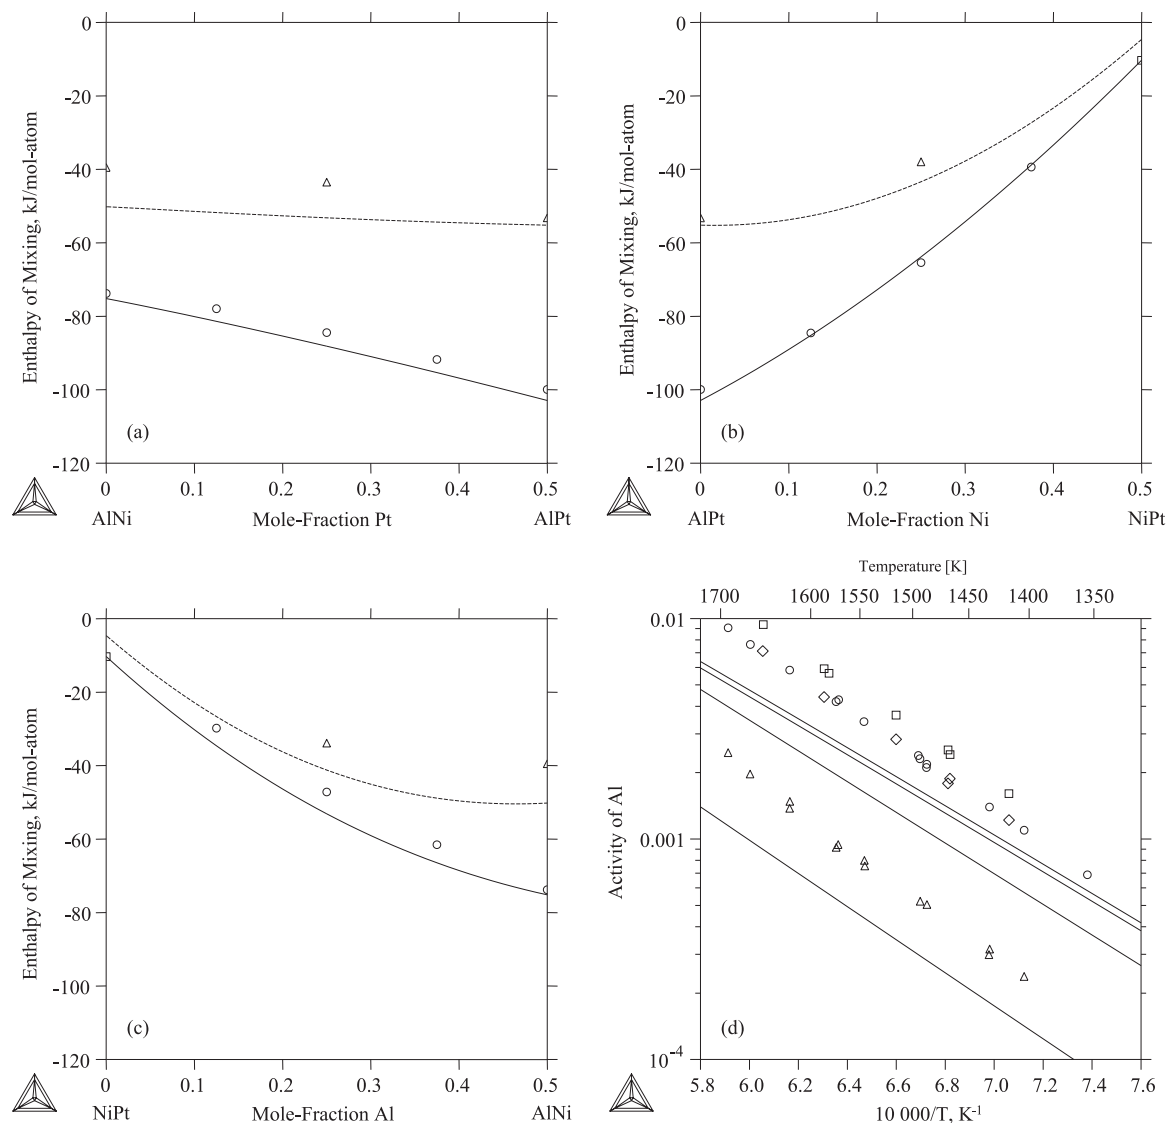 0
-20
-40
-60
-80
-100
-120
Enthalpy of Mixing, kJ/mol-atom
(a)
0 0.1 0.2 0.3 0.4 0.5
AlNi Mole-Fraction Pt AlPt
0
-20
-40
-60
-80
-100
-120
Enthalpy of Mixing, kJ/mol-atom
(b)
0 0.1 0.2 0.3 0.4 0.5
AlPt Mole-Fraction Ni NiPt
0
-20
-40
-60
-80
-100
-120
Enthalpy of Mixing, kJ/mol-atom
(c)
0 0.1 0.2 0.3 0.4 0.5
NiPt Mole-Fraction Al AlNi
Temperature [K]
1700 1600 1550 1500 1450 1400 1350
0.01
0.001
10⁻⁴
Activity of Al
(d)
5.8 6.0 6.2 6.4 6.6 6.8 7.0 7.2 7.4 7.6
10 000/T, K⁻¹